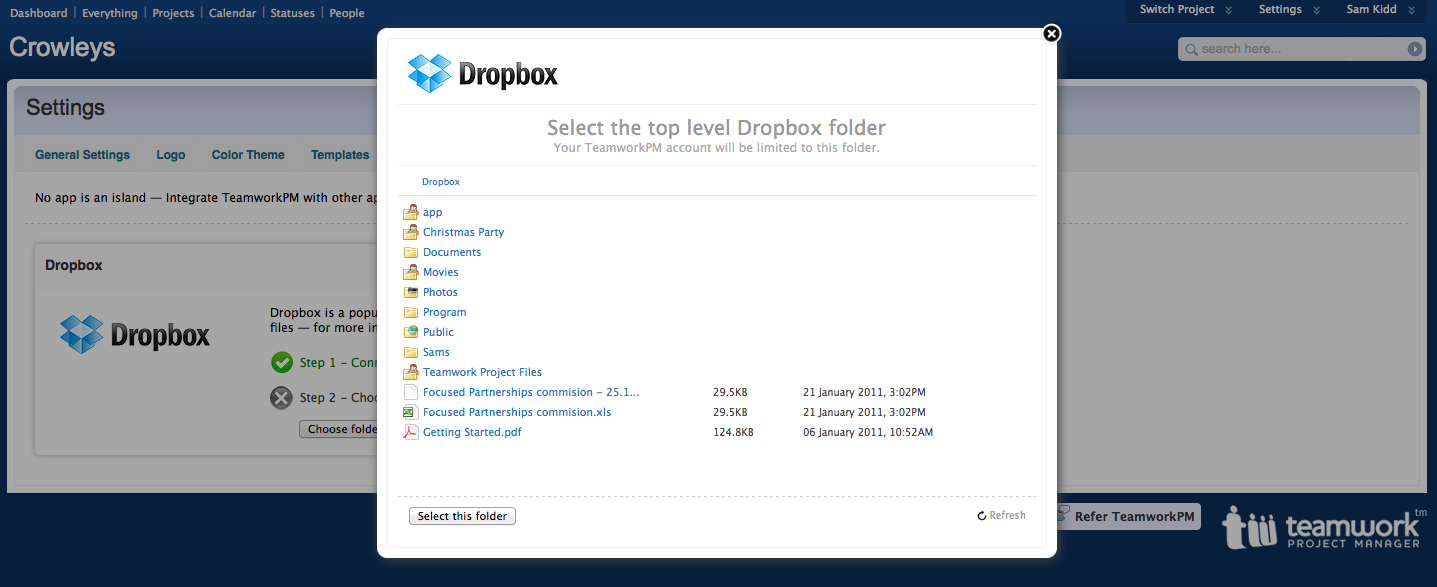 Dashboard | Everything | Projects | Calendar | Statuses | People
Switch Project Settings Sam Kidd
Crowleys
search here...
Settings
General Settings Logo Color Theme Templates
No app is an island — Integrate TeamworkPM with other ap
Dropbox
Dropbox
Dropbox is a popu
files — for more in
Step 1 – Conn
Step 2 – Choo
Choose folde
Dropbox
Select the top level Dropbox folder
Your TeamworkPM account will be limited to this folder.
Dropbox
app
Christmas Party
Documents
Movies
Photos
Program
Public
Sams
Teamwork Project Files
Focused Partnerships commision – 25.1... 29.5KB 21 January 2011, 3:02PM
Focused Partnerships commision.xls 29.5KB 21 January 2011, 3:02PM
Getting Started.pdf 124.8KB 06 January 2011, 10:52AM
Select this folder
Refresh
Refer TeamworkPM
teamwork tm
PROJECT MANAGER